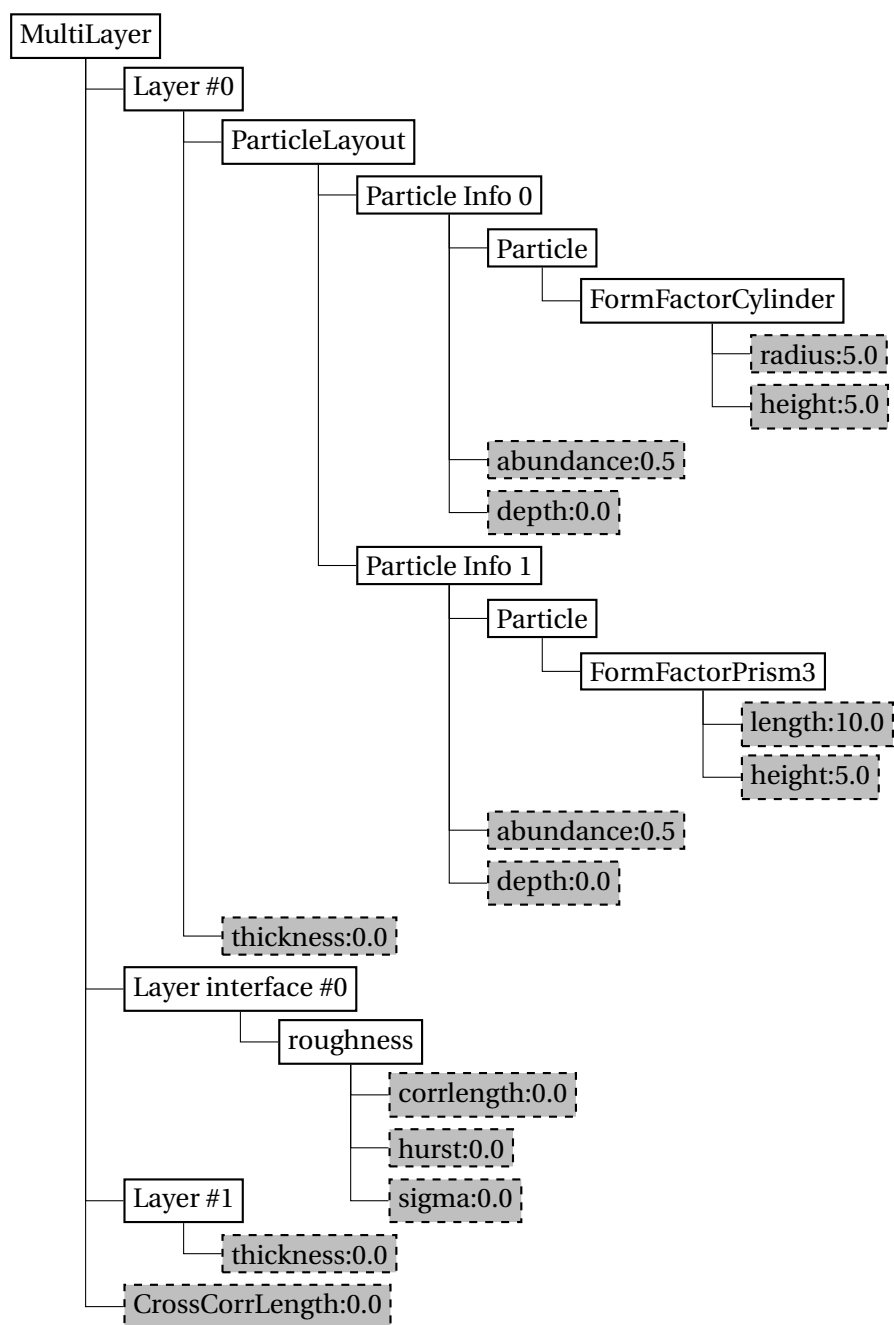 MultiLayer
Layer #0
ParticleLayout
Particle Info 0
Particle
FormFactorCylinder
radius:5.0
height:5.0
abundance:0.5
depth:0.0
Particle Info 1
Particle
FormFactorPrism3
length:10.0
height:5.0
abundance:0.5
depth:0.0
thickness:0.0
Layer interface #0
roughness
corrlength:0.0
hurst:0.0
sigma:0.0
Layer #1
thickness:0.0
CrossCorrLength:0.0